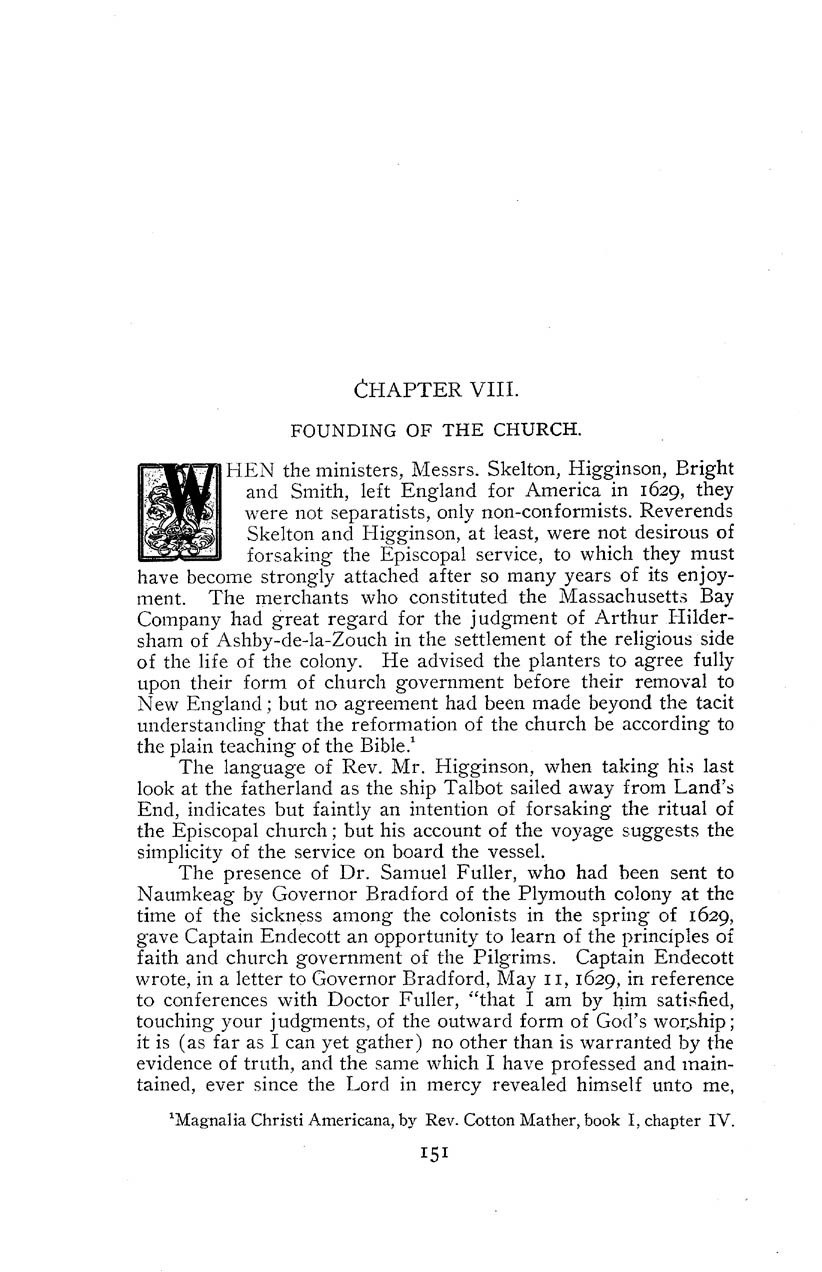 CHAPTER VIII.
FOUNDING OF THE CHURCH.
WHEN the ministers, Messrs. Skelton, Higginson, Bright
and Smith, left England for America in 1629, they
were not separatists, only non-conformists. Reverends
Skelton and Higginson, at least, were not desirous of
forsaking the Episcopal service, to which they must
have become strongly attached after so many years of its enjoy-
ment. The merchants who constituted the Massachusetts Bay
Company had great regard for the judgment of Arthur Hilder-
sham of Ashby-de-la-Zouch in the settlement of the religious side
of the life of the colony. He advised the planters to agree fully
upon their form of church government before their removal to
New England; but no agreement had been made beyond the tacit
understanding that the reformation of the church be according to
the plain teaching of the Bible.¹
The language of Rev. Mr. Higginson, when taking his last
look at the fatherland as the ship Talbot sailed away from Land's
End, indicates but faintly an intention of forsaking the ritual of
the Episcopal church; but his account of the voyage suggests the
simplicity of the service on board the vessel.
The presence of Dr. Samuel Fuller, who had been sent to
Naumkeag by Governor Bradford of the Plymouth colony at the
time of the sickness among the colonists in the spring of 1629,
gave Captain Endecott an opportunity to learn of the principles of
faith and church government of the Pilgrims. Captain Endecott
wrote, in a letter to Governor Bradford, May 11, 1629, in reference
to conferences with Doctor Fuller, "that I am by him satisfied,
touching your judgments, of the outward form of God's worship;
it is (as far as I can yet gather) no other than is warranted by the
evidence of truth, and the same which I have professed and main-
tained, ever since the Lord in mercy revealed himself unto me,
¹Magnalia Christi Americana, by Rev. Cotton Mather, book I, chapter IV.
151